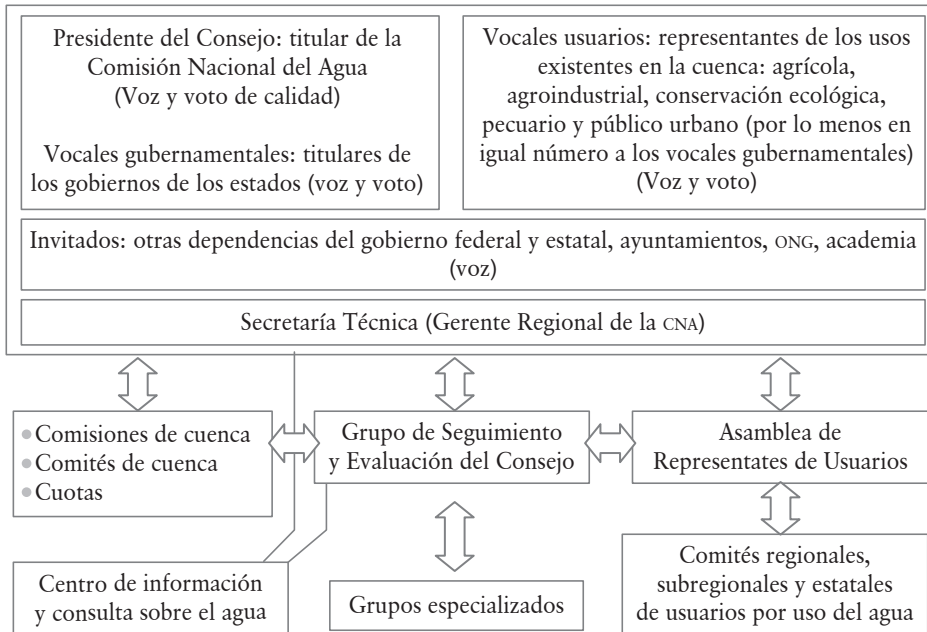 Presidente del Consejo: titular de la
Comisión Nacional del Agua
(Voz y voto de calidad)
Vocales gubernamentales: titulares de
los gobiernos de los estados (voz y voto)
Vocales usuarios: representantes de los usos
existentes en la cuenca: agrícola,
agroindustrial, conservación ecológica,
pecuario y público urbano (por lo menos en
igual número a los vocales gubernamentales)
(Voz y voto)
Invitados: otras dependencias del gobierno federal y estatal, ayuntamientos, ONG, academia
(voz)
Secretaría Técnica (Gerente Regional de la CNA)
Comisiones de cuenca
Comités de cuenca
Cuotas
Grupo de Seguimiento
y Evaluación del Consejo
Asamblea de
Representates de Usuarios
Centro de información
y consulta sobre el agua
Grupos especializados
Comités regionales,
subregionales y estatales
de usuarios por uso del agua